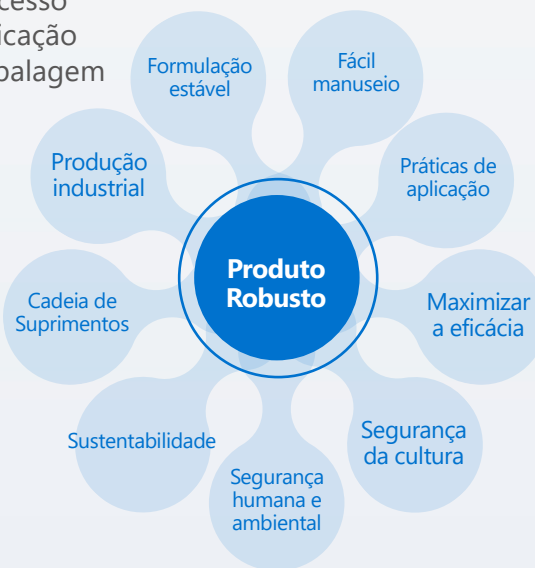 Formulação
estável
Fácil
manuseio
Produção
industrial
Práticas de
aplicação
Produto
Robusto
Cadeia de
Suprimentos
Maximizar
a eficácia
Sustentabilidade
Segurança
da cultura
Segurança
humana e
ambiental